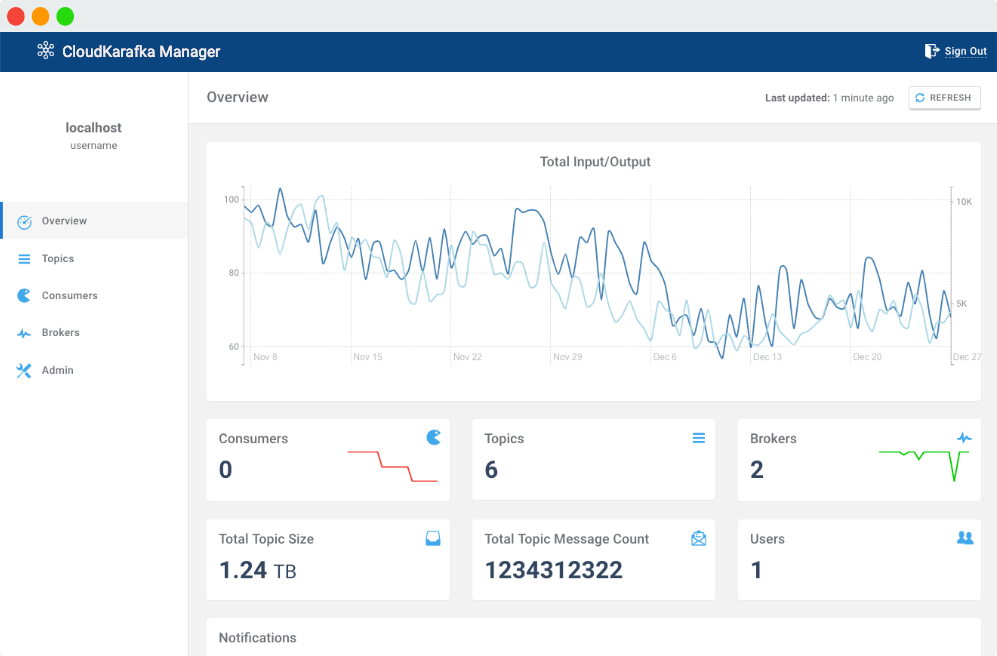 CloudKarafka Manager
Sign Out
localhost
username
Overview
Topics
Consumers
Brokers
Admin
Overview
Last updated: 1 minute ago
REFRESH
Total Input/Output
100
80
60
10K
5K
Nov 8
Nov 15
Nov 22
Nov 29
Dec 6
Dec 13
Dec 20
Dec 27
Consumers
0
Topics
6
Brokers
2
Total Topic Size
1.24 TB
Total Topic Message Count
1234312322
Users
1
Notifications